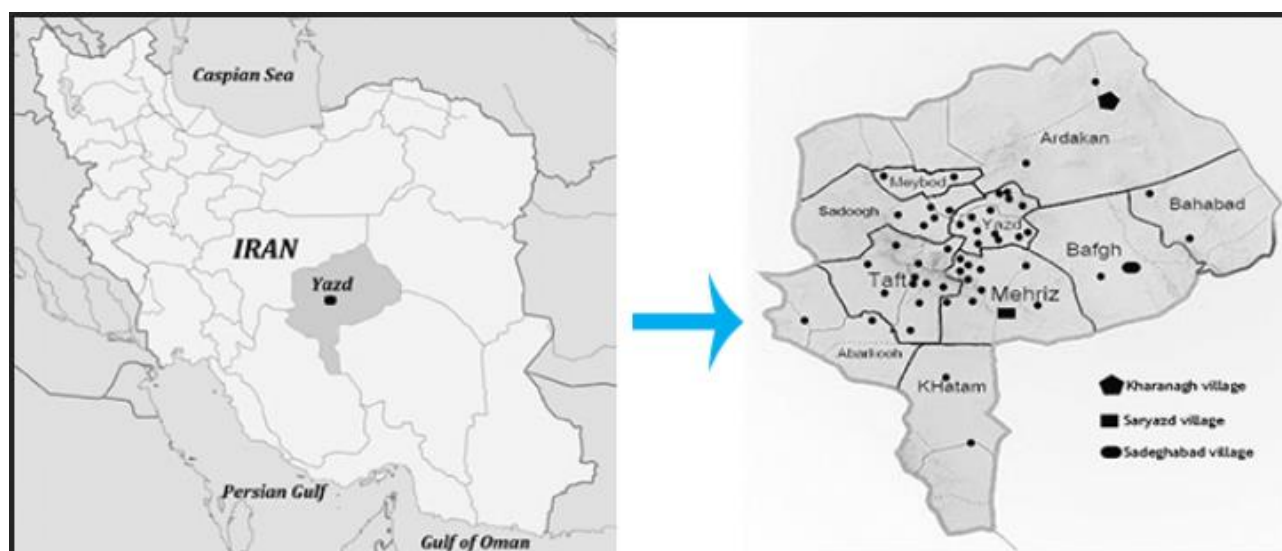 Caspian Sea
IRAN
Yazd
Persian Gulf
Gulf of Oman
Ardakan
Meybod
Sadoogh
Yazd
Bahabad
Bafgh
Taft
Mehriz
Abarkooh
KHatam
Kharanagh village
Saryazd village
Sadeghabad village